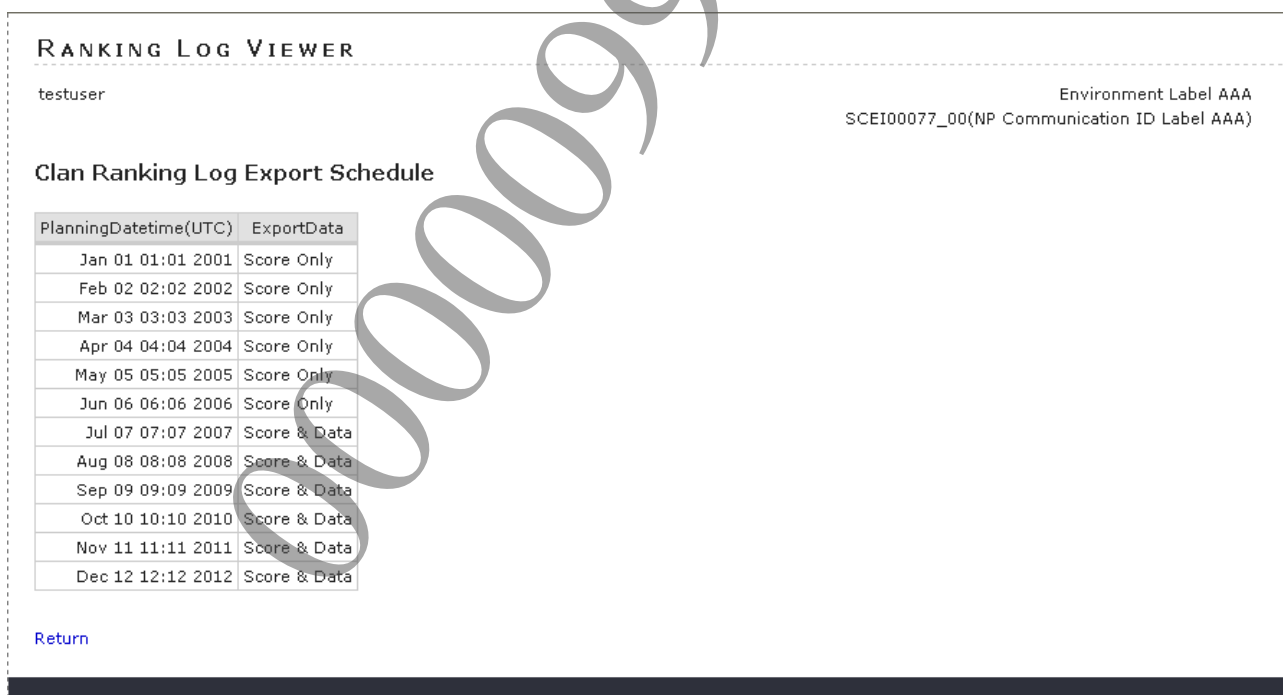 RANKING LOG VIEWER
testuser
Environment Label AAA
SCEI00077_00(NP Communication ID Label AAA)
Clan Ranking Log Export Schedule
PlanningDatetime(UTC) ExportData
Jan 01 01:01 2001 Score Only
Feb 02 02:02 2002 Score Only
Mar 03 03:03 2003 Score Only
Apr 04 04:04 2004 Score Only
May 05 05:05 2005 Score Only
Jun 06 06:06 2006 Score Only
Jul 07 07:07 2007 Score & Data
Aug 08 08:08 2008 Score & Data
Sep 09 09:09 2009 Score & Data
Oct 10 10:10 2010 Score & Data
Nov 11 11:11 2011 Score & Data
Dec 12 12:12 2012 Score & Data
Return